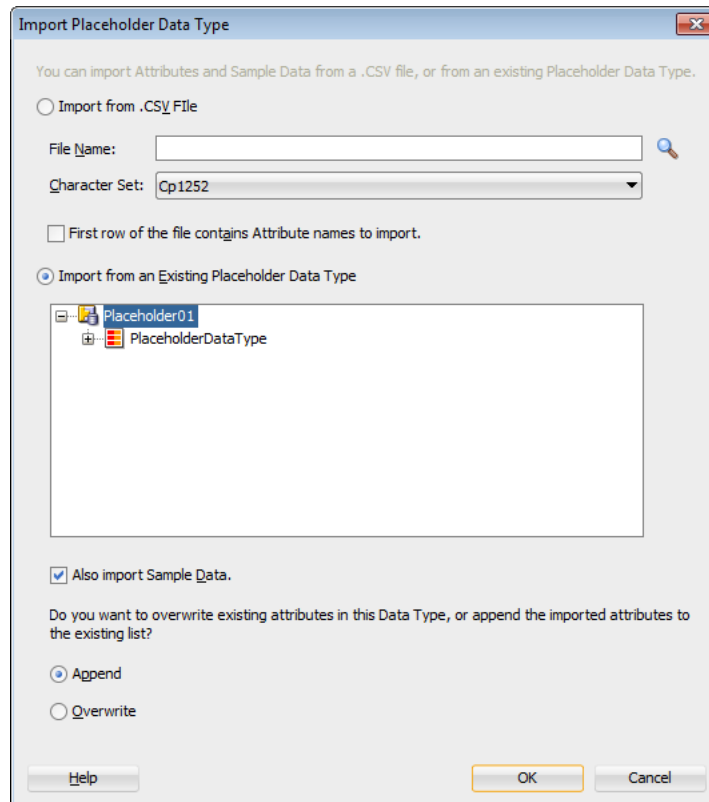 Import Placeholder Data Type
You can import Attributes and Sample Data from a .CSV file, or from an existing Placeholder Data Type.
Import from .CSV FIle
File Name:
Character Set: Cp1252
First row of the file contains Attribute names to import.
Import from an Existing Placeholder Data Type
Placeholder01
PlaceholderDataType
Also import Sample Data.
Do you want to overwrite existing attributes in this Data Type, or append the imported attributes to
the existing list?
Append
Overwrite
Help OK Cancel